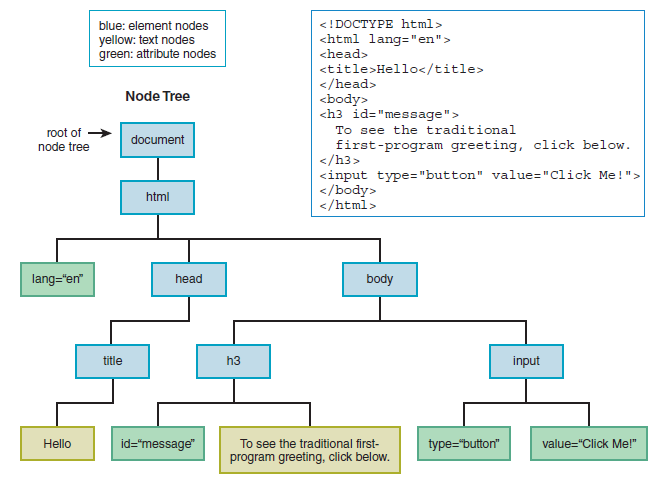 blue: element nodes
yellow: text nodes
green: attribute nodes
<!DOCTYPE html>
<html lang="en">
<head>
<title>Hello</title>
</head>
<body>
<h3 id="message">
  To see the traditional
  first-program greeting, click below.
</h3>
<input type="button" value="Click Me!">
</body>
</html>
Node Tree
root of
node tree
document
html
lang=“en”
head
body
title
h3
input
Hello
id=“message”
To see the traditional first-
program greeting, click below.
type=“button”
value=“Click Me!”